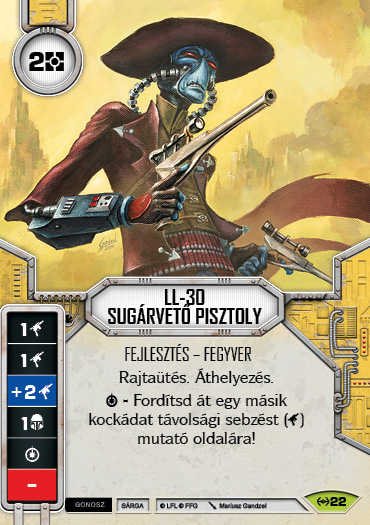 2
LL-30
SUGÁRVETŐ PISZTOLY
FEJLESZTÉS – FEGYVER
Rajtaütés. Áthelyezés.
- Fordítsd át egy másik
kockádat távolsági sebzést ( )
mutató oldalára!
1
1
+2
1
–
GONOSZ
SÁRGA
© LFL © FFG
Mariusz Gandzel
22